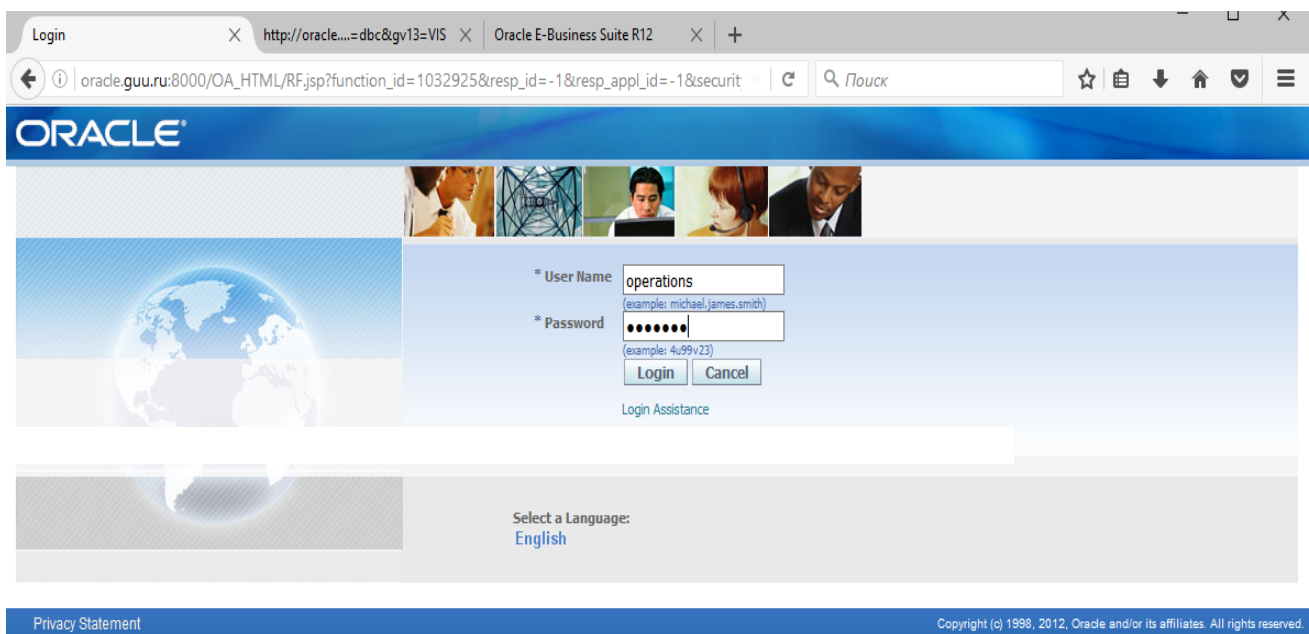 Login http://oracle....=dbc&gv13=VIS Oracle E-Business Suite R12
oracle.guu.ru:8000/OA_HTML/RF.jsp?function_id=1032925&resp_id=-1&resp_appl_id=-1&securit Поиск
ORACLE®
* User Name operations
(example: michael.james.smith)
* Password •••••••
(example: 4u99v23)
Login Cancel
Login Assistance
Select a Language:
English
Privacy Statement Copyright (c) 1998, 2012, Oracle and/or its affiliates. All rights reserved.